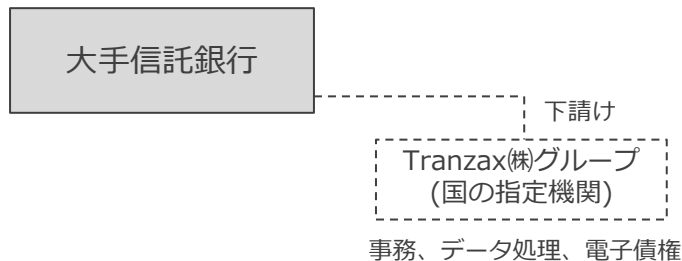 大手信託銀行
下請け
Tranzax㈱グループ
(国の指定機関)
事務、データ処理、電子債権